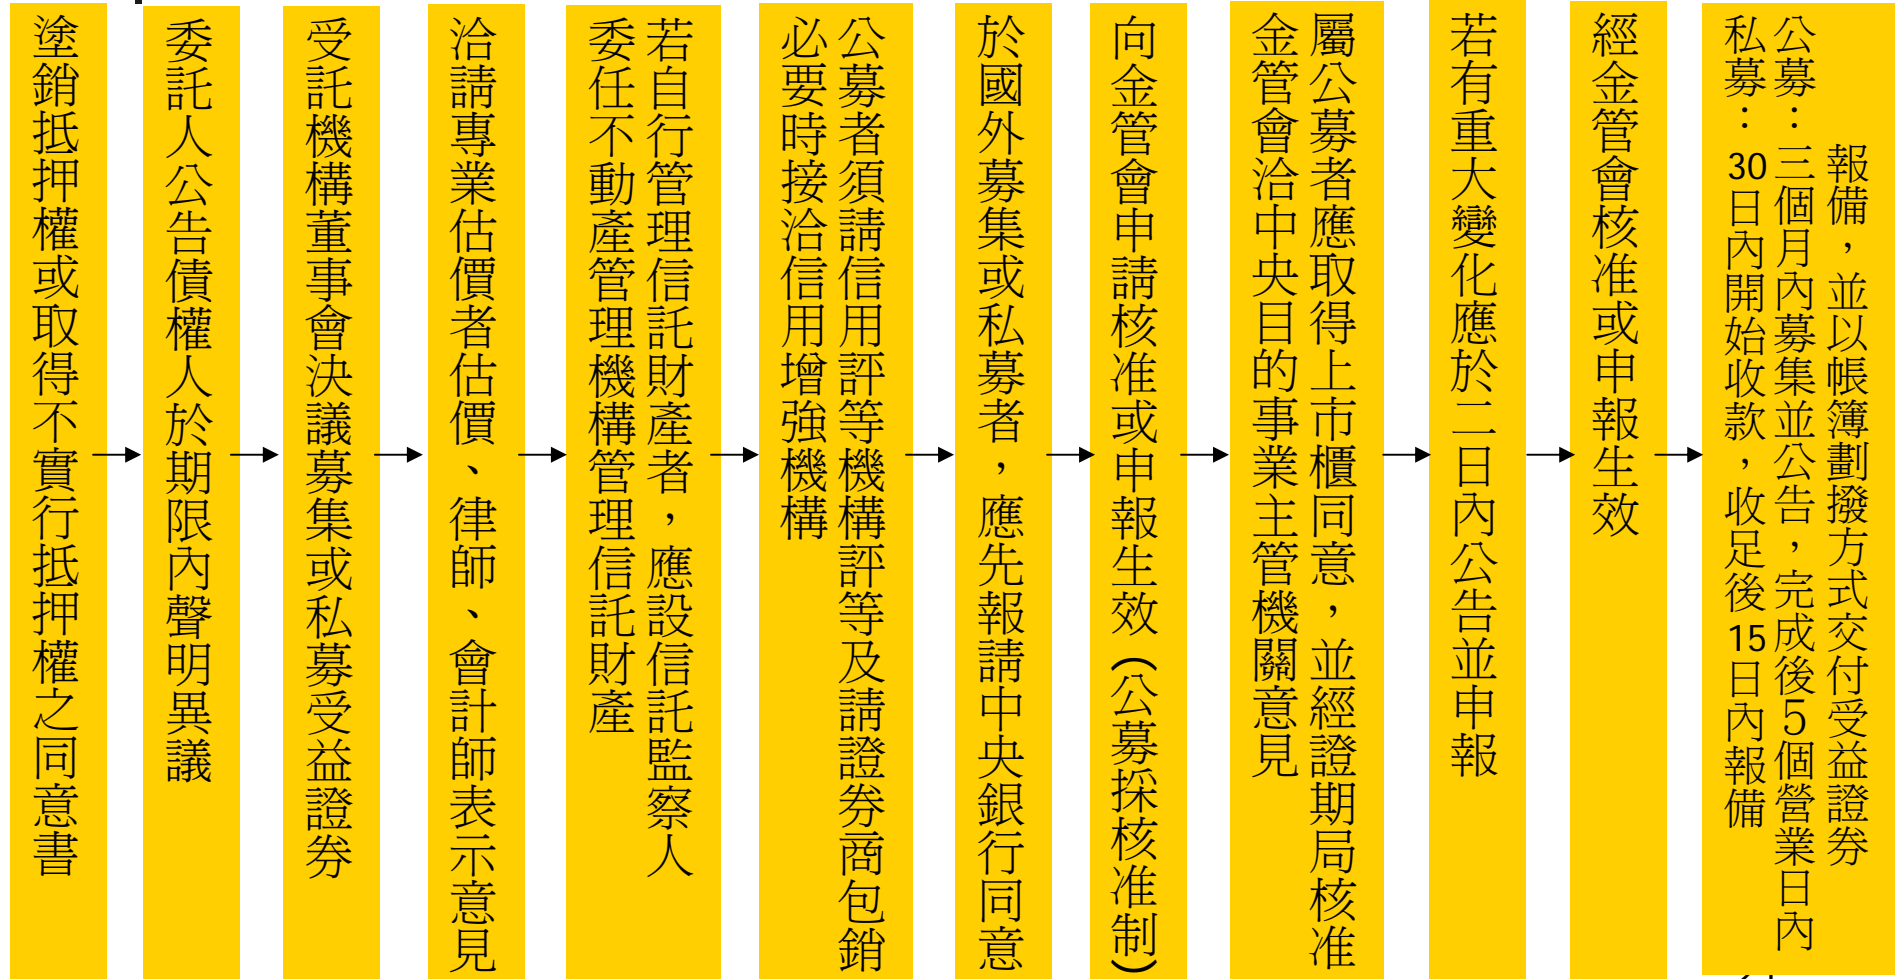 塗銷抵押權或取得不實行抵押權之同意書
委託人公告債權人於期限內聲明異議
受託機構董事會決議募集或私募受益證券
洽請專業估價者估價、律師、會計師表示意見
若自行管理信託財產者，應設信託監察人
委任不動產管理機構管理信託財產
公募者須請信用評等機構評等及請證券商包銷
必要時接洽信用增強機構
於國外募集或私募者，應先報請中央銀行同意
向金管會申請核准或申報生效（公募採核准制）
屬公募者應取得上市櫃同意，並經證期局核准
金管會洽中央目的事業主管機關意見
若有重大變化應於二日內公告並申報
經金管會核准或申報生效
公募：三個月內募集並公告，完成後５個營業日內
報備，並以帳簿劃撥方式交付受益證券
私募：30日內開始收款，收足後15日內報備